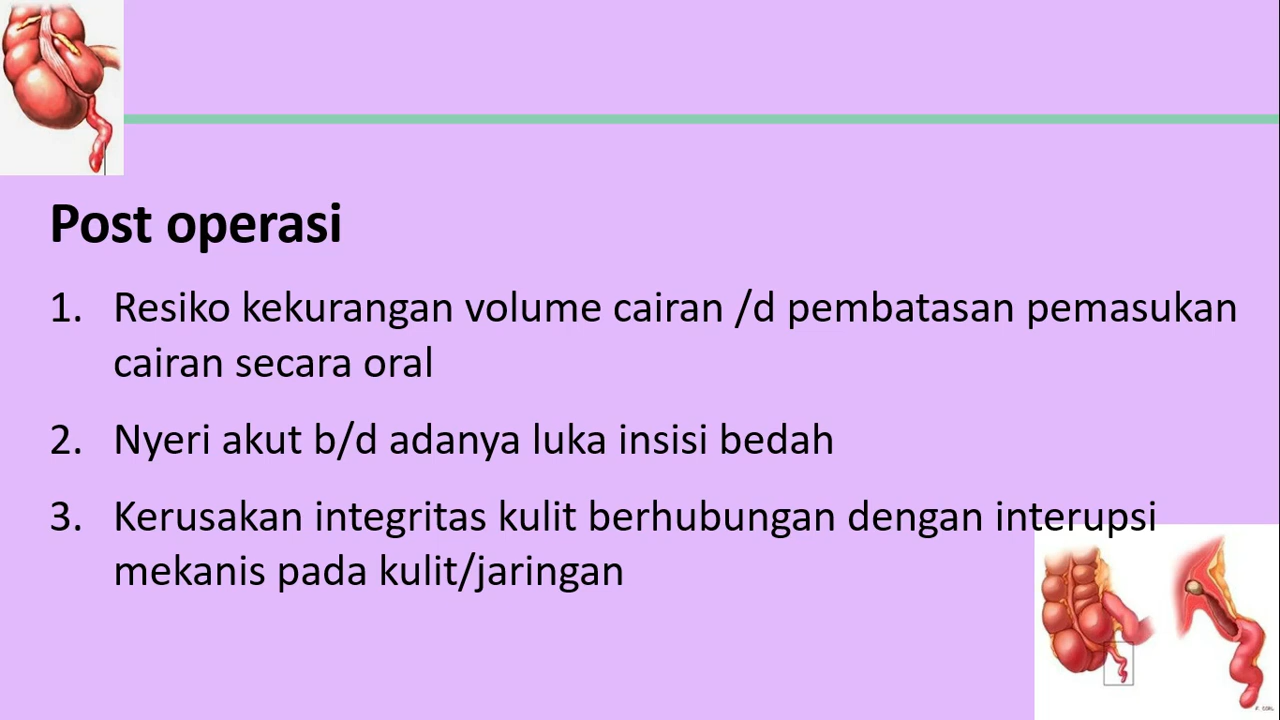 Post operasi
1. Resiko kekurangan volume cairan /d pembatasan pemasukan
cairan secara oral
2. Nyeri akut b/d adanya luka insisi bedah
3. Kerusakan integritas kulit berhubungan dengan interupsi
mekanis pada kulit/jaringan